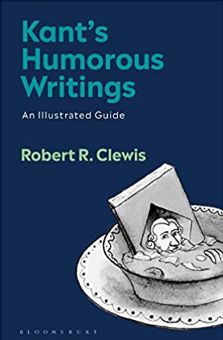 Kant's
Humorous
Writings
An Illustrated Guide
Robert R. Clewis
BLOOMSBURY